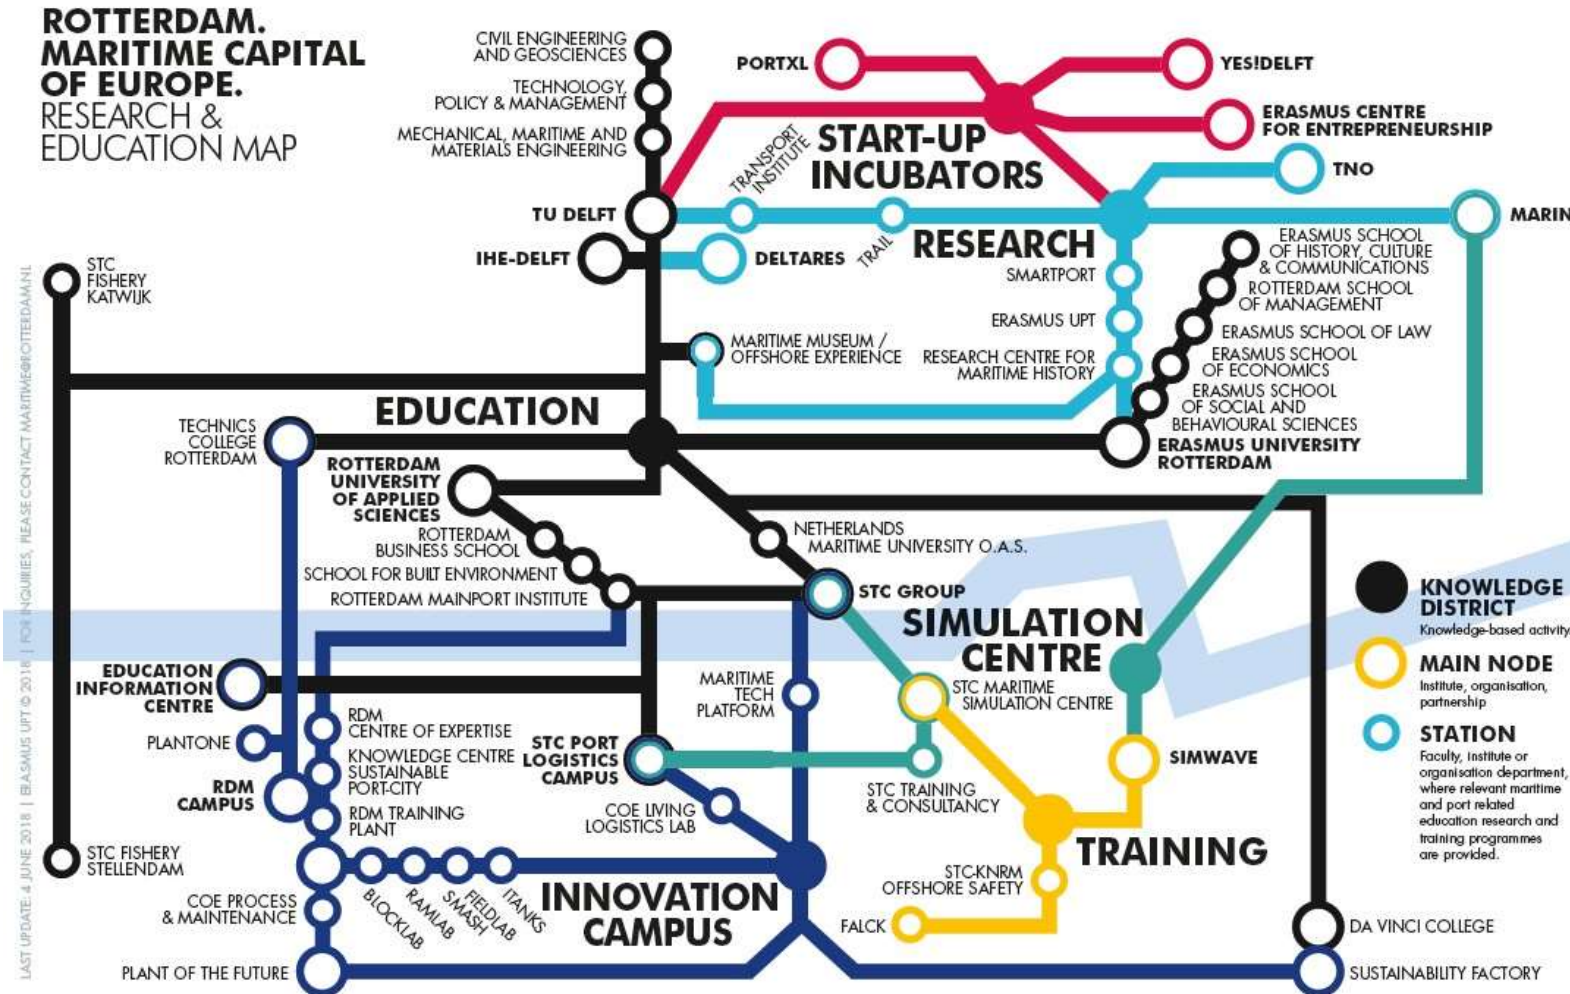 ROTTERDAM.
MARITIME CAPITAL
OF EUROPE.
RESEARCH &
EDUCATION MAP
CIVIL ENGINEERING
AND GEOSCIENCES
TECHNOLOGY,
POLICY & MANAGEMENT
MECHANICAL, MARITIME AND
MATERIALS ENGINEERING
TU DELFT
IHE-DELFT
PORTXL
YES!DELFT
ERASMUS CENTRE
FOR ENTREPRENEURSHIP
START-UP
INCUBATORS
TRANSPORT
INSTITUTE
TRAIL
DELTARES
RESEARCH
TNO
MARIN
SMARTPORT
ERASMUS UPT
RESEARCH CENTRE FOR
MARITIME HISTORY
MARITIME MUSEUM /
OFFSHORE EXPERIENCE
ERASMUS SCHOOL
OF HISTORY, CULTURE
& COMMUNICATIONS
ROTTERDAM SCHOOL
OF MANAGEMENT
ERASMUS SCHOOL OF LAW
ERASMUS SCHOOL
OF ECONOMICS
ERASMUS SCHOOL
OF SOCIAL AND
BEHAVIOURAL SCIENCES
ERASMUS UNIVERSITY
ROTTERDAM
STC
FISHERY
KATWIJK
EDUCATION
TECHNICS
COLLEGE
ROTTERDAM
ROTTERDAM
UNIVERSITY
OF APPLIED
SCIENCES
ROTTERDAM
BUSINESS SCHOOL
SCHOOL FOR BUILT ENVIRONMENT
ROTTERDAM MAINPORT INSTITUTE
NETHERLANDS
MARITIME UNIVERSITY O.A.S.
STC GROUP
SIMULATION
CENTRE
EDUCATION
INFORMATION
CENTRE
PLANTONE
RDM
CAMPUS
RDM
CENTRE OF EXPERTISE
KNOWLEDGE CENTRE
SUSTAINABLE
PORT-CITY
RDM TRAINING
PLANT
STC PORT
LOGISTICS
CAMPUS
COE LIVING
LOGISTICS LAB
MARITIME
TECH
PLATFORM
STC MARITIME
SIMULATION CENTRE
STC TRAINING
& CONSULTANCY
SIMWAVE
TRAINING
STC-KNRM
OFFSHORE SAFETY
FALCK
STC FISHERY
STELLENDAM
COE PROCESS
& MAINTENANCE
BLOCKLAB
RAMLAB
SMASH
FIELDLAB
ITANKS
INNOVATION
CAMPUS
PLANT OF THE FUTURE
DA VINCI COLLEGE
SUSTAINABILITY FACTORY
KNOWLEDGE
DISTRICT
Knowledge-based activity
MAIN NODE
Institute, organisation,
partnership
STATION
Faculty, institute or
organisation department,
where relevant maritime
and port related
education research and
training programmes
are provided.
LAST UPDATE: 4 JUNE 2018 | ERASMUS UPT © 2018 | FOR INQUIRIES, PLEASE CONTACT MARITIME@ROTTERDAM.NL